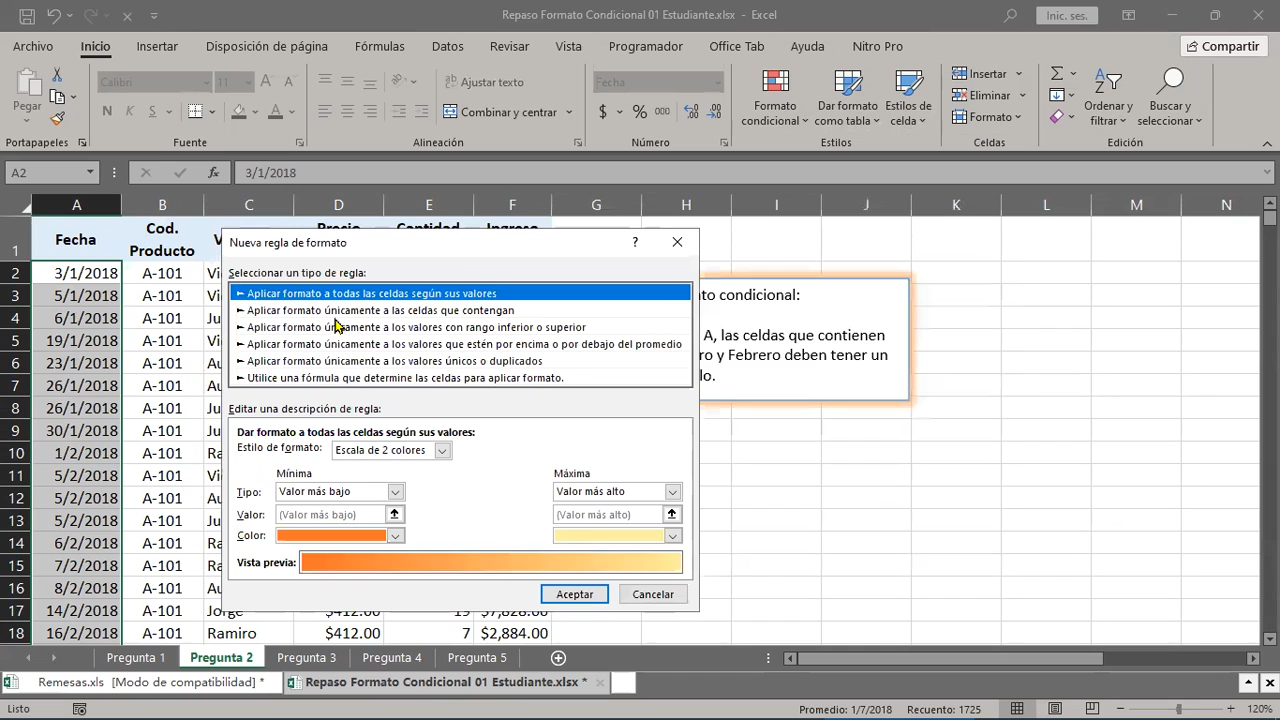 Repaso Formato Condicional 01 Estudiante.xlsx - Excel
Inic. ses.
Archivo Inicio Insertar Disposición de página Fórmulas Datos Revisar Vista Programador Office Tab Ayuda Nitro Pro Compartir
Pegar
Calibri 11
N K S
Ajustar texto
Combinar y centrar
Fecha
$ % 000
Formato condicional
Dar formato como tabla
Estilos de celda
Insertar
Eliminar
Formato
Ordenar y filtrar
Buscar y seleccionar
Portapapeles Fuente Alineación Número Estilos Celdas Edición
A2 fx 3/1/2018
A B C D E F G H I J K L M N
1 Fecha Cod. Producto V Precio Cantidad Ingreso
2 3/1/2018 A-101 Vi
3 5/1/2018 A-101 Vi
4 6/1/2018 A-101 Ju
5 19/1/2018 A-101 Ra
6 23/1/2018 A-101 Au
7 26/1/2018 A-101 Ra
8 26/1/2018 A-101 Au
9 30/1/2018 A-101 Vi
10 1/2/2018 A-101 Ra
11 5/2/2018 A-101 Vi
12 5/2/2018 A-101 Au
13 5/2/2018 A-101 Ju
14 6/2/2018 A-101 Ra
15 7/2/2018 A-101 Ra
16 8/2/2018 A-101 Au
17 14/2/2018 A-101 Jorge $412.00 19 $7,828.00
18 16/2/2018 A-101 Ramiro $412.00 7 $2,884.00
Nueva regla de formato ?
Seleccionar un tipo de regla:
► Aplicar formato a todas las celdas según sus valores
► Aplicar formato únicamente a las celdas que contengan
► Aplicar formato únicamente a los valores con rango inferior o superior
► Aplicar formato únicamente a los valores que estén por encima o por debajo del promedio
► Aplicar formato únicamente a los valores únicos o duplicados
► Utilice una fórmula que determine las celdas para aplicar formato.
Editar una descripción de regla:
Dar formato a todas las celdas según sus valores:
Estilo de formato: Escala de 2 colores
Mínima Máxima
Tipo: Valor más bajo Valor más alto
Valor: (Valor más bajo) (Valor más alto)
Color:
Vista previa:
Aceptar Cancelar
to condicional:
A, las celdas que contienen
ro y Febrero deben tener un
lo.
Pregunta 1 Pregunta 2 Pregunta 3 Pregunta 4 Pregunta 5
Remesas.xls [Modo de compatibilidad] * Repaso Formato Condicional 01 Estudiante.xlsx *
Listo Promedio: 1/7/2018 Recuento: 1725 120%